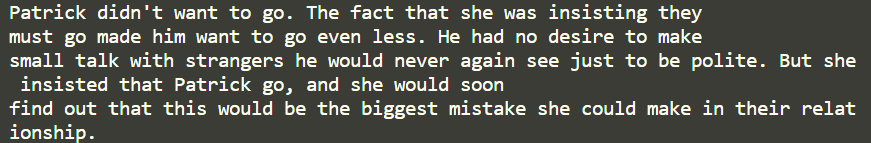 Patrick didn't want to go. The fact that she was insisting they
must go made him want to go even less. He had no desire to make
small talk with strangers he would never again see just to be polite. But she
 insisted that Patrick go, and she would soon
find out that this would be the biggest mistake she could make in their relat
ionship.